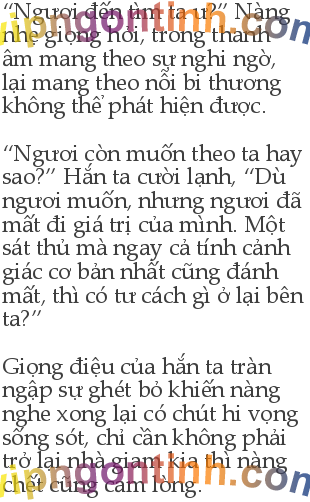 “Ngươi đến tìm ta ư?” Nàng
nhẹ giọng hỏi, trong thanh
âm mang theo sự nghi ngờ,
lại mang theo nỗi bi thương
không thể phát hiện được.

“Ngươi còn muốn theo ta hay
sao?” Hắn ta cười lạnh, “Dù
ngươi muốn, nhưng ngươi đã
mất đi giá trị của mình. Một
sát thủ mà ngay cả tính cảnh
giác cơ bản nhất cũng đánh
mất, thì có tư cách gì ở lại bên
ta?”

Giọng điệu của hắn ta tràn
ngập sự ghét bỏ khiến nàng
nghe xong lại có chút hi vọng
sống sót, chỉ cần không phải
trở lại nhà giam kia thì nàng
chết cũng cam lòng.
vipngontinh.com
vipngontinh.com